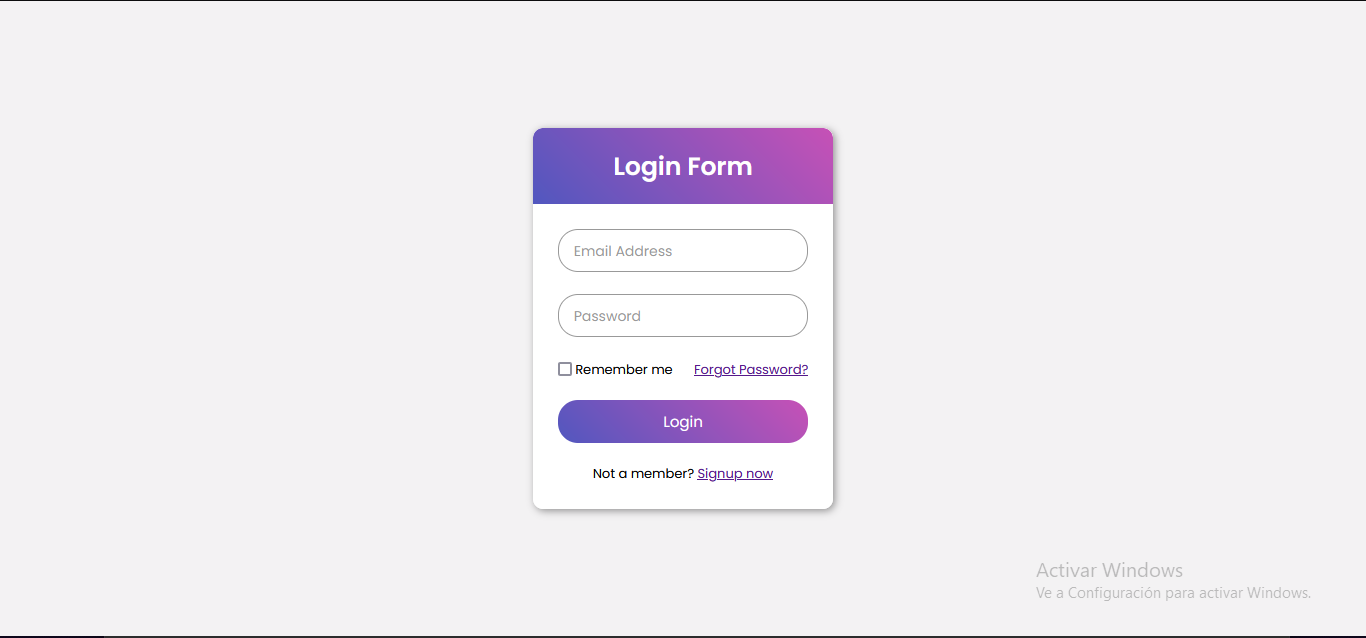 Login Form
Email Address
Password
Remember me Forgot Password?
Login
Not a member? Signup now
Activar Windows
Ve a Configuración para activar Windows.